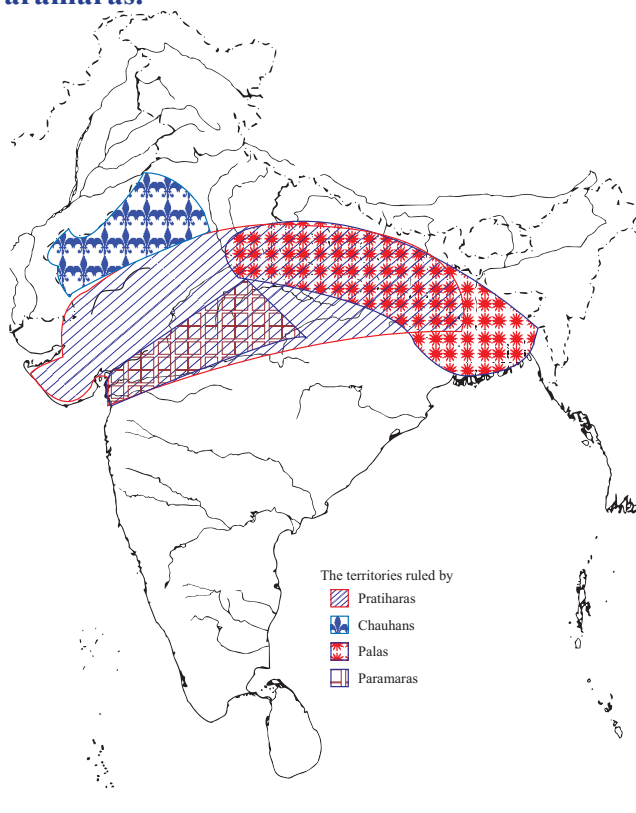 The territories ruled by
Pratiharas
Chauhans
Palas
Paramaras